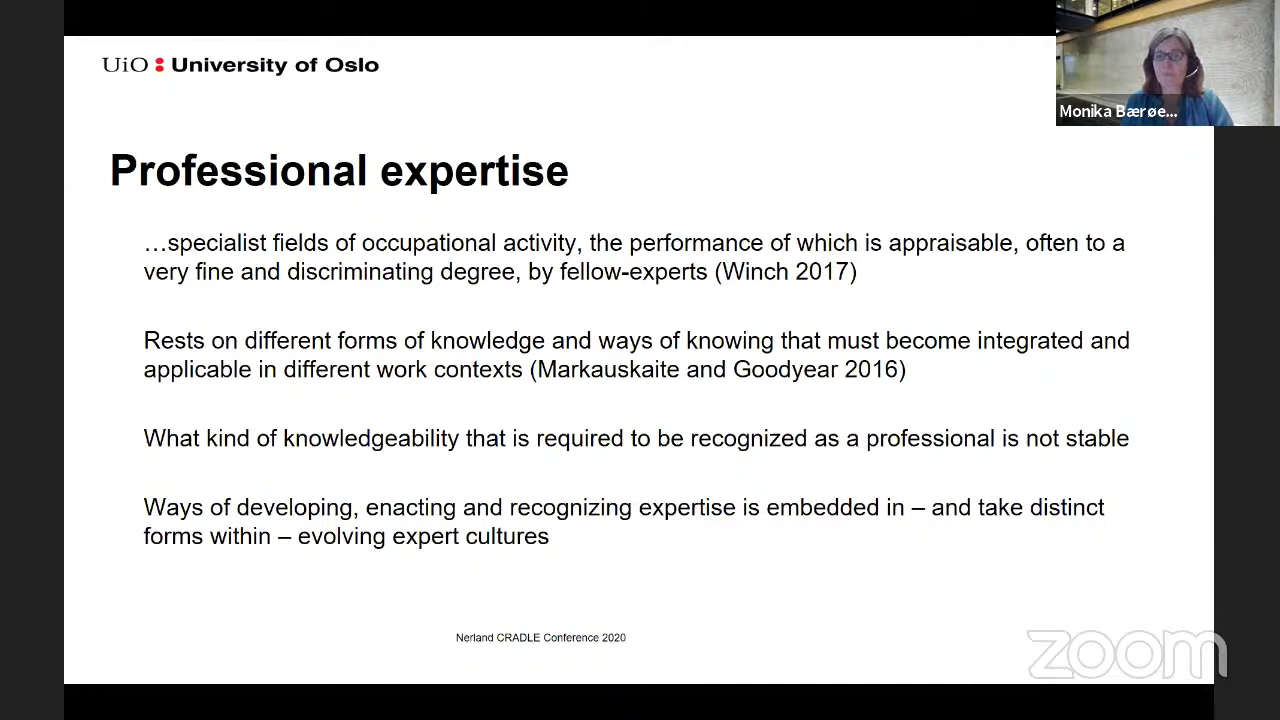 UiO : University of Oslo
Monika Bærøe...
Professional expertise
…specialist fields of occupational activity, the performance of which is appraisable, often to a
very fine and discriminating degree, by fellow-experts (Winch 2017)
Rests on different forms of knowledge and ways of knowing that must become integrated and
applicable in different work contexts (Markauskaite and Goodyear 2016)
What kind of knowledgeability that is required to be recognized as a professional is not stable
Ways of developing, enacting and recognizing expertise is embedded in – and take distinct
forms within – evolving expert cultures
Nerland CRADLE Conference 2020
zoom